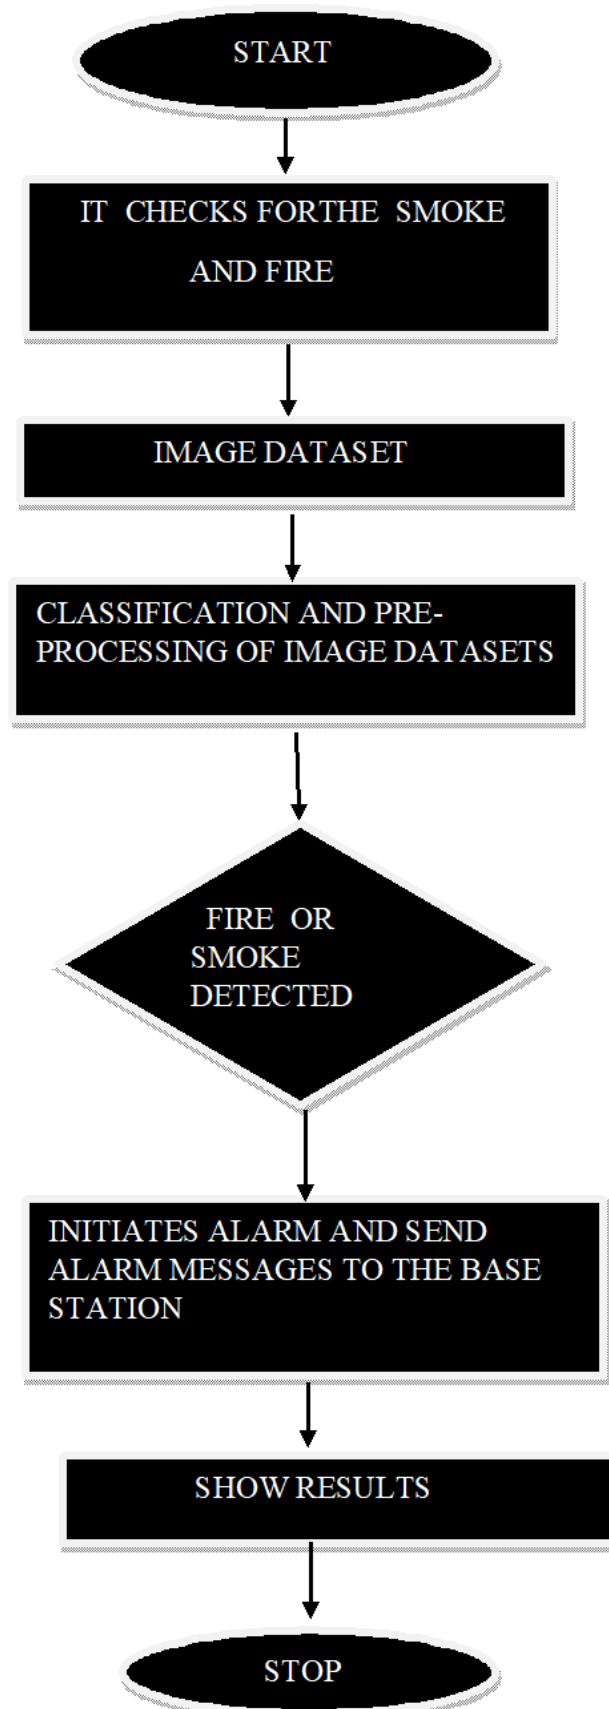 START
IT CHECKS FORTHE SMOKE
AND FIRE
IMAGE DATASET
CLASSIFICATION AND PRE-
PROCESSING OF IMAGE DATASETS
FIRE OR
SMOKE
DETECTED
INITIATES ALARM AND SEND
ALARM MESSAGES TO THE BASE
STATION
SHOW RESULTS
STOP